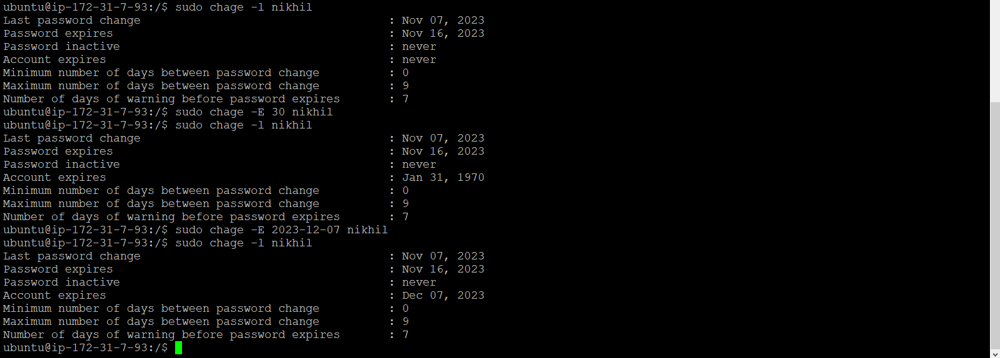 ubuntu@ip-172-31-7-93:/$ sudo chage -l nikhil
Last password change : Nov 07, 2023
Password expires : Nov 16, 2023
Password inactive : never
Account expires : never
Minimum number of days between password change : 0
Maximum number of days between password change : 9
Number of days of warning before password expires : 7
ubuntu@ip-172-31-7-93:/$ sudo chage -E 30 nikhil
ubuntu@ip-172-31-7-93:/$ sudo chage -l nikhil
Last password change : Nov 07, 2023
Password expires : Nov 16, 2023
Password inactive : never
Account expires : Jan 31, 1970
Minimum number of days between password change : 0
Maximum number of days between password change : 9
Number of days of warning before password expires : 7
ubuntu@ip-172-31-7-93:/$ sudo chage -E 2023-12-07 nikhil
ubuntu@ip-172-31-7-93:/$ sudo chage -l nikhil
Last password change : Nov 07, 2023
Password expires : Nov 16, 2023
Password inactive : never
Account expires : Dec 07, 2023
Minimum number of days between password change : 0
Maximum number of days between password change : 9
Number of days of warning before password expires : 7
ubuntu@ip-172-31-7-93:/$